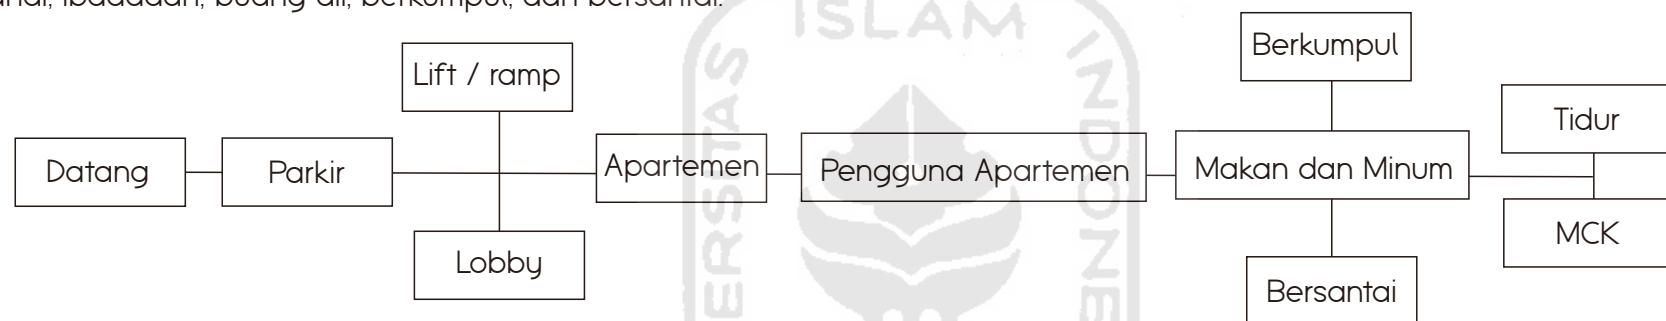 ibadadah, buang air, berkumpul, dan bersantai.
ISLAM
Berkumpul
Lift / ramp
Tidur
Datang
Parkir
Apartemen
Pengguna Apartemen
Makan dan Minum
MCK
Lobby
Bersantai